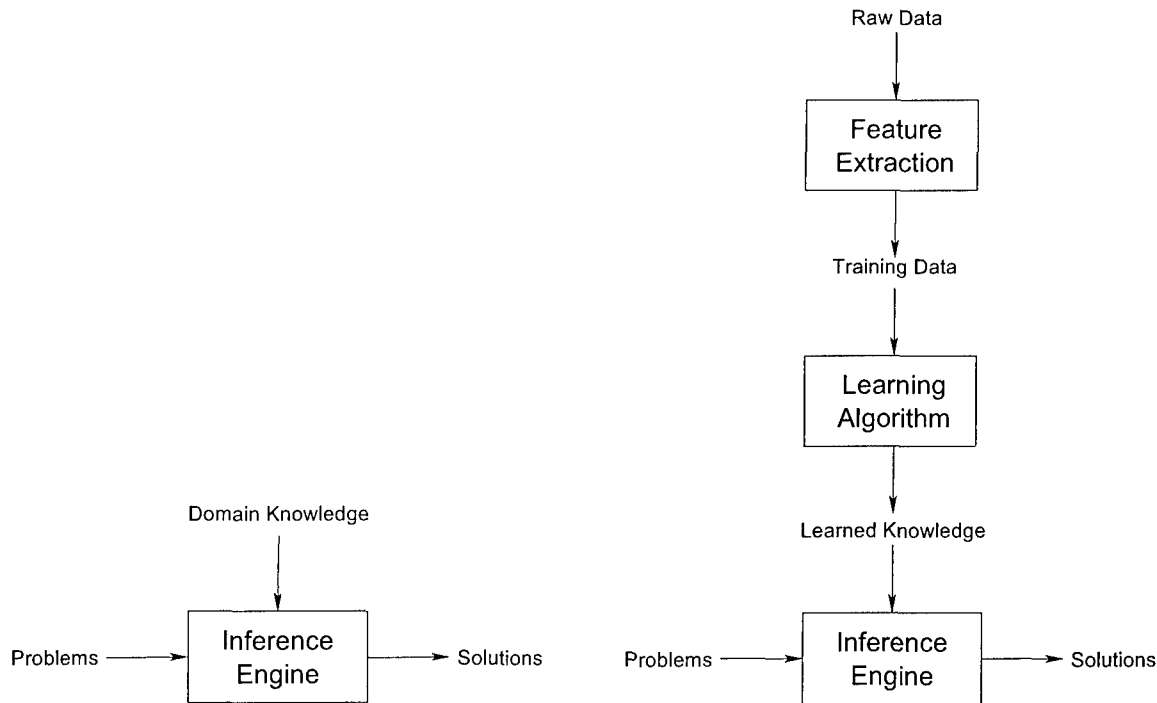 Raw Data
Feature
Extraction
Training Data
Learning
Algorithm
Domain Knowledge
Learned Knowledge
Problems
Inference
Engine
Solutions
Problems
Inference
Engine
Solutions